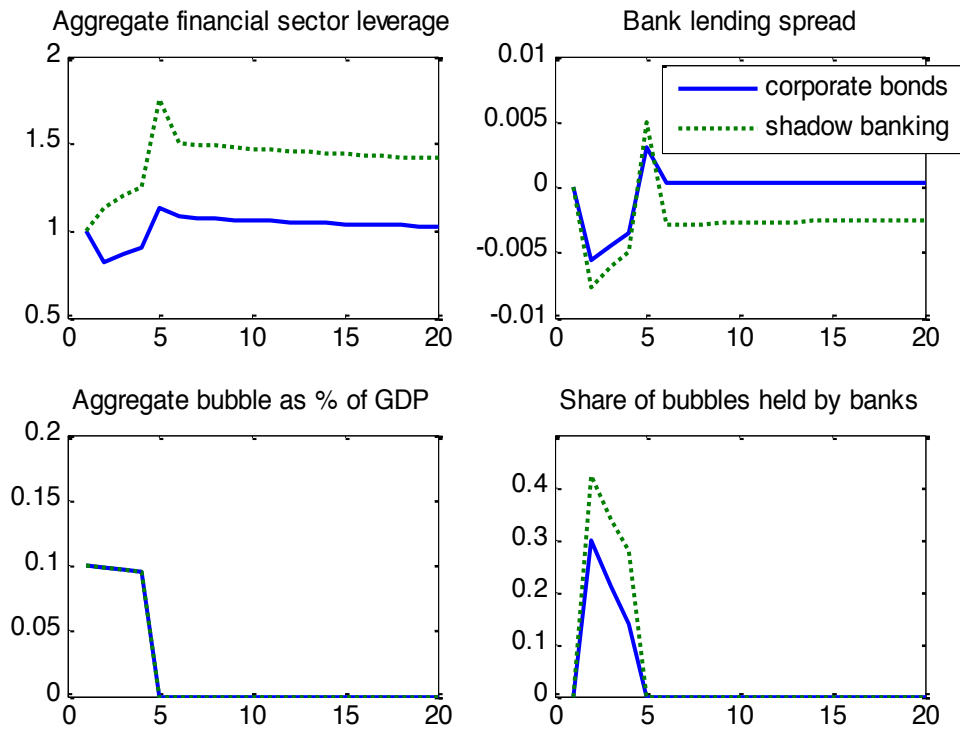 Aggregate financial sector leverage
2
1.5
1
0.5
0 5 10 15 20
Bank lending spread
0.01
0.005
0
-0.005
-0.01
0 5 10 15 20
corporate bonds
shadow banking
Aggregate bubble as % of GDP
0.2
0.15
0.1
0.05
0
0 5 10 15 20
Share of bubbles held by banks
0.4
0.3
0.2
0.1
0
0 5 10 15 20